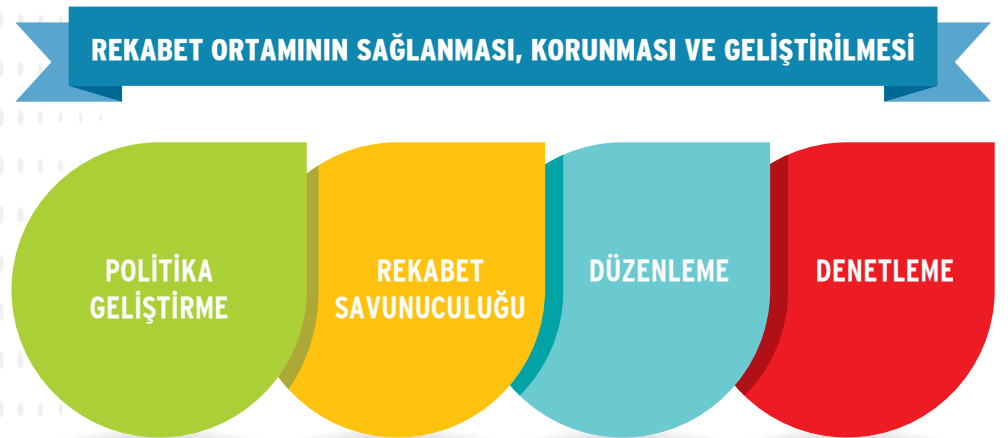 REKABET ORTAMININ SAĞLANMASI, KORUNMASI VE GELİŞTİRİLMESİ
POLİTİKA
GELİŞTİRME
REKABET
SAVUNUCULUĞU
DÜZENLEME
DENETLEME